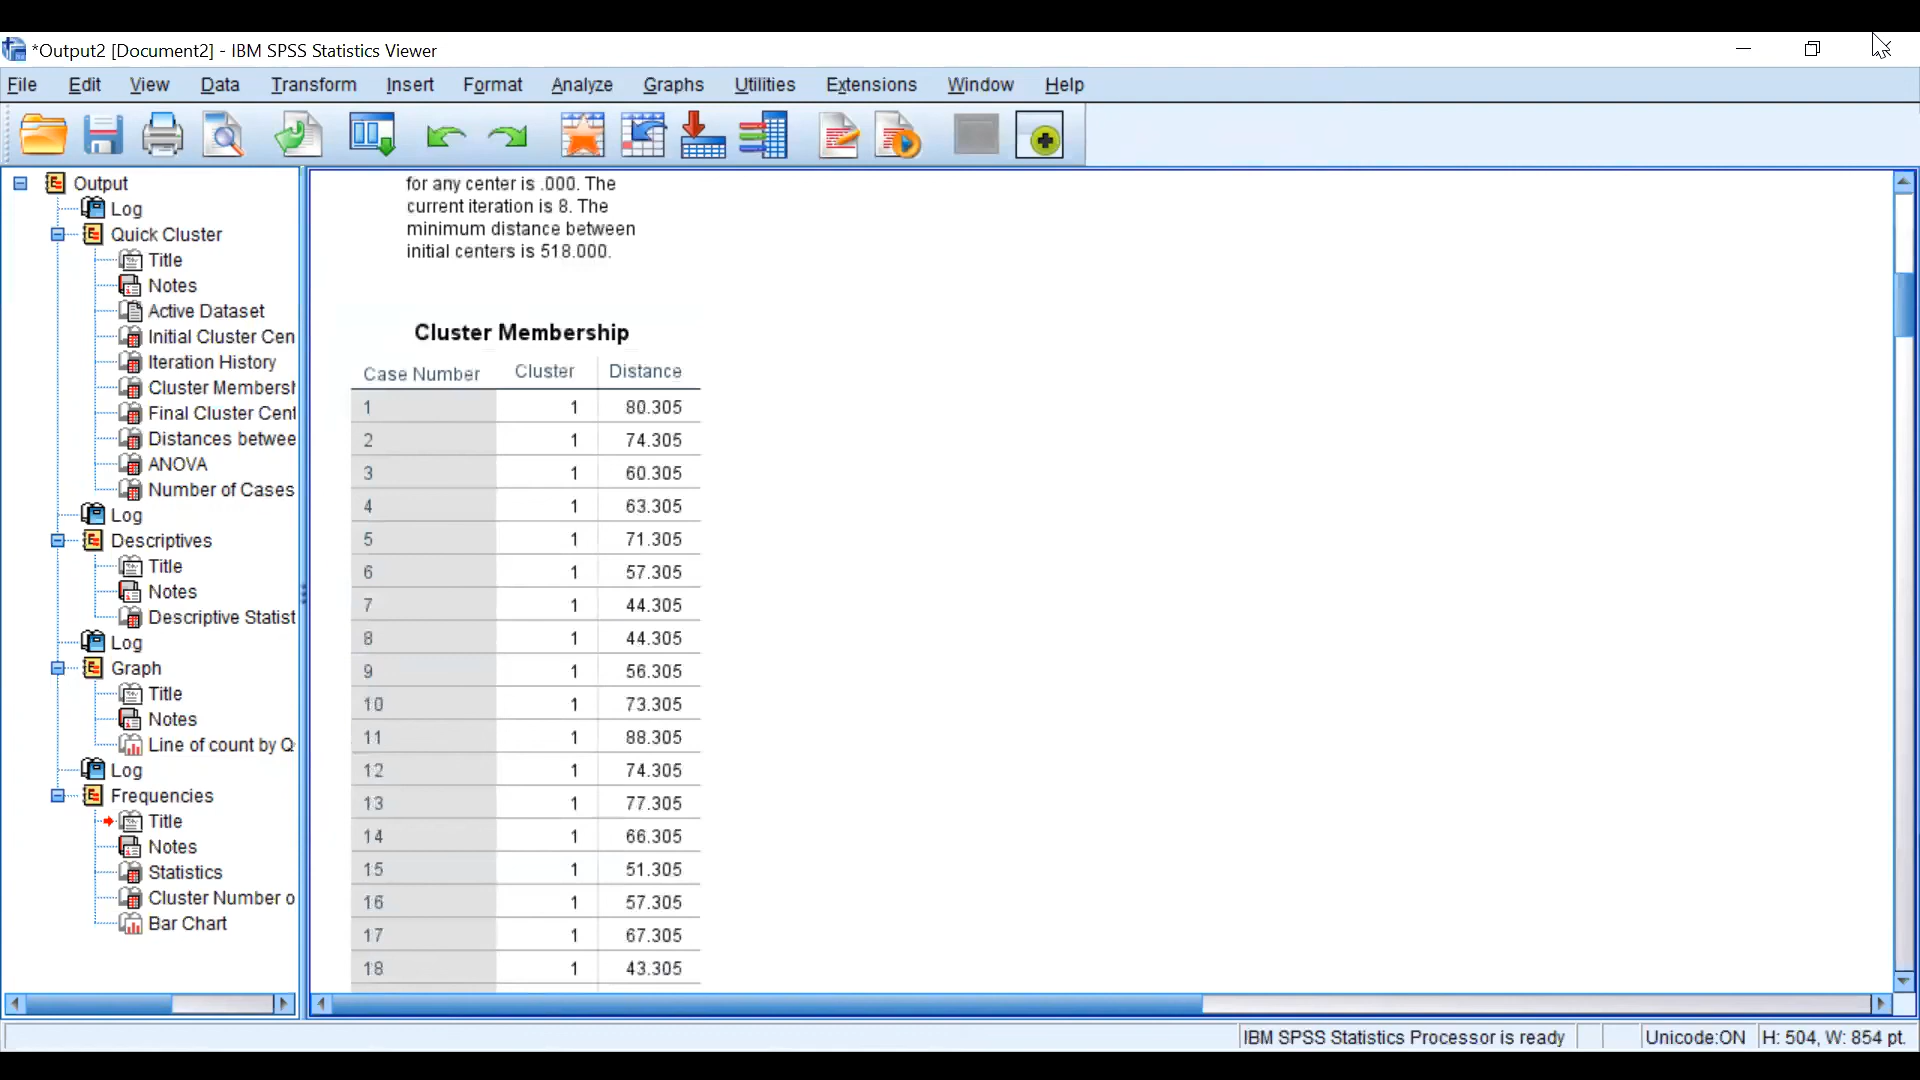 *Output2 [Document2] - IBM SPSS Statistics Viewer
File Edit View Data Transform Insert Format Analyze Graphs Utilities Extensions Window Help
Output
Log
Quick Cluster
Title
Notes
Active Dataset
Initial Cluster Cen
Iteration History
Cluster Membersh
Final Cluster Cent
Distances betwee
ANOVA
Number of Cases
Log
Descriptives
Title
Notes
Descriptive Statist
Log
Graph
Title
Notes
Line of count by Q
Log
Frequencies
Title
Notes
Statistics
Cluster Number o
Bar Chart
for any center is .000. The
current iteration is 8. The
minimum distance between
initial centers is 518.000.
Cluster Membership
Case Number Cluster Distance
1 1 80.305
2 1 74.305
3 1 60.305
4 1 63.305
5 1 71.305
6 1 57.305
7 1 44.305
8 1 44.305
9 1 56.305
10 1 73.305
11 1 88.305
12 1 74.305
13 1 77.305
14 1 66.305
15 1 51.305
16 1 57.305
17 1 67.305
18 1 43.305
IBM SPSS Statistics Processor is ready Unicode:ON H: 504, W: 854 pt.